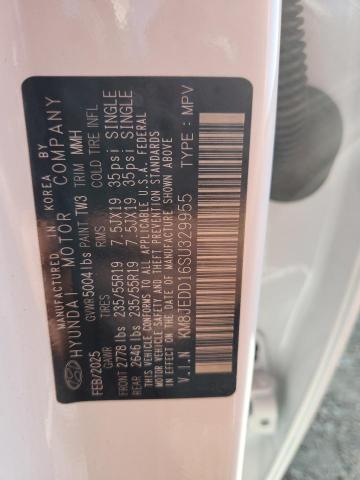 MANUFACTURED IN KOREA BY
HYUNDAI MOTOR COMPANY
FEB/2025 GVWR 5004 lbs PAINT TW3 TRIM MMH
GAWR COLD TIRE INFL
FRONT 2778 lbs 235/55R19 7.5JX19 35psi SINGLE
REAR 2646 lbs 235/55R19 7.5JX19 35psi SINGLE
THIS VEHICLE CONFORMS TO ALL APPLICABLE U.S.A. FEDERAL
MOTOR VEHICLE SAFETY, BUMPER, AND THEFT PREVENTION STANDARDS
IN EFFECT ON THE DATE OF MANUFACTURE SHOWN ABOVE.
V.I.N KM8JEDD16SU329955 TYPE : MPV